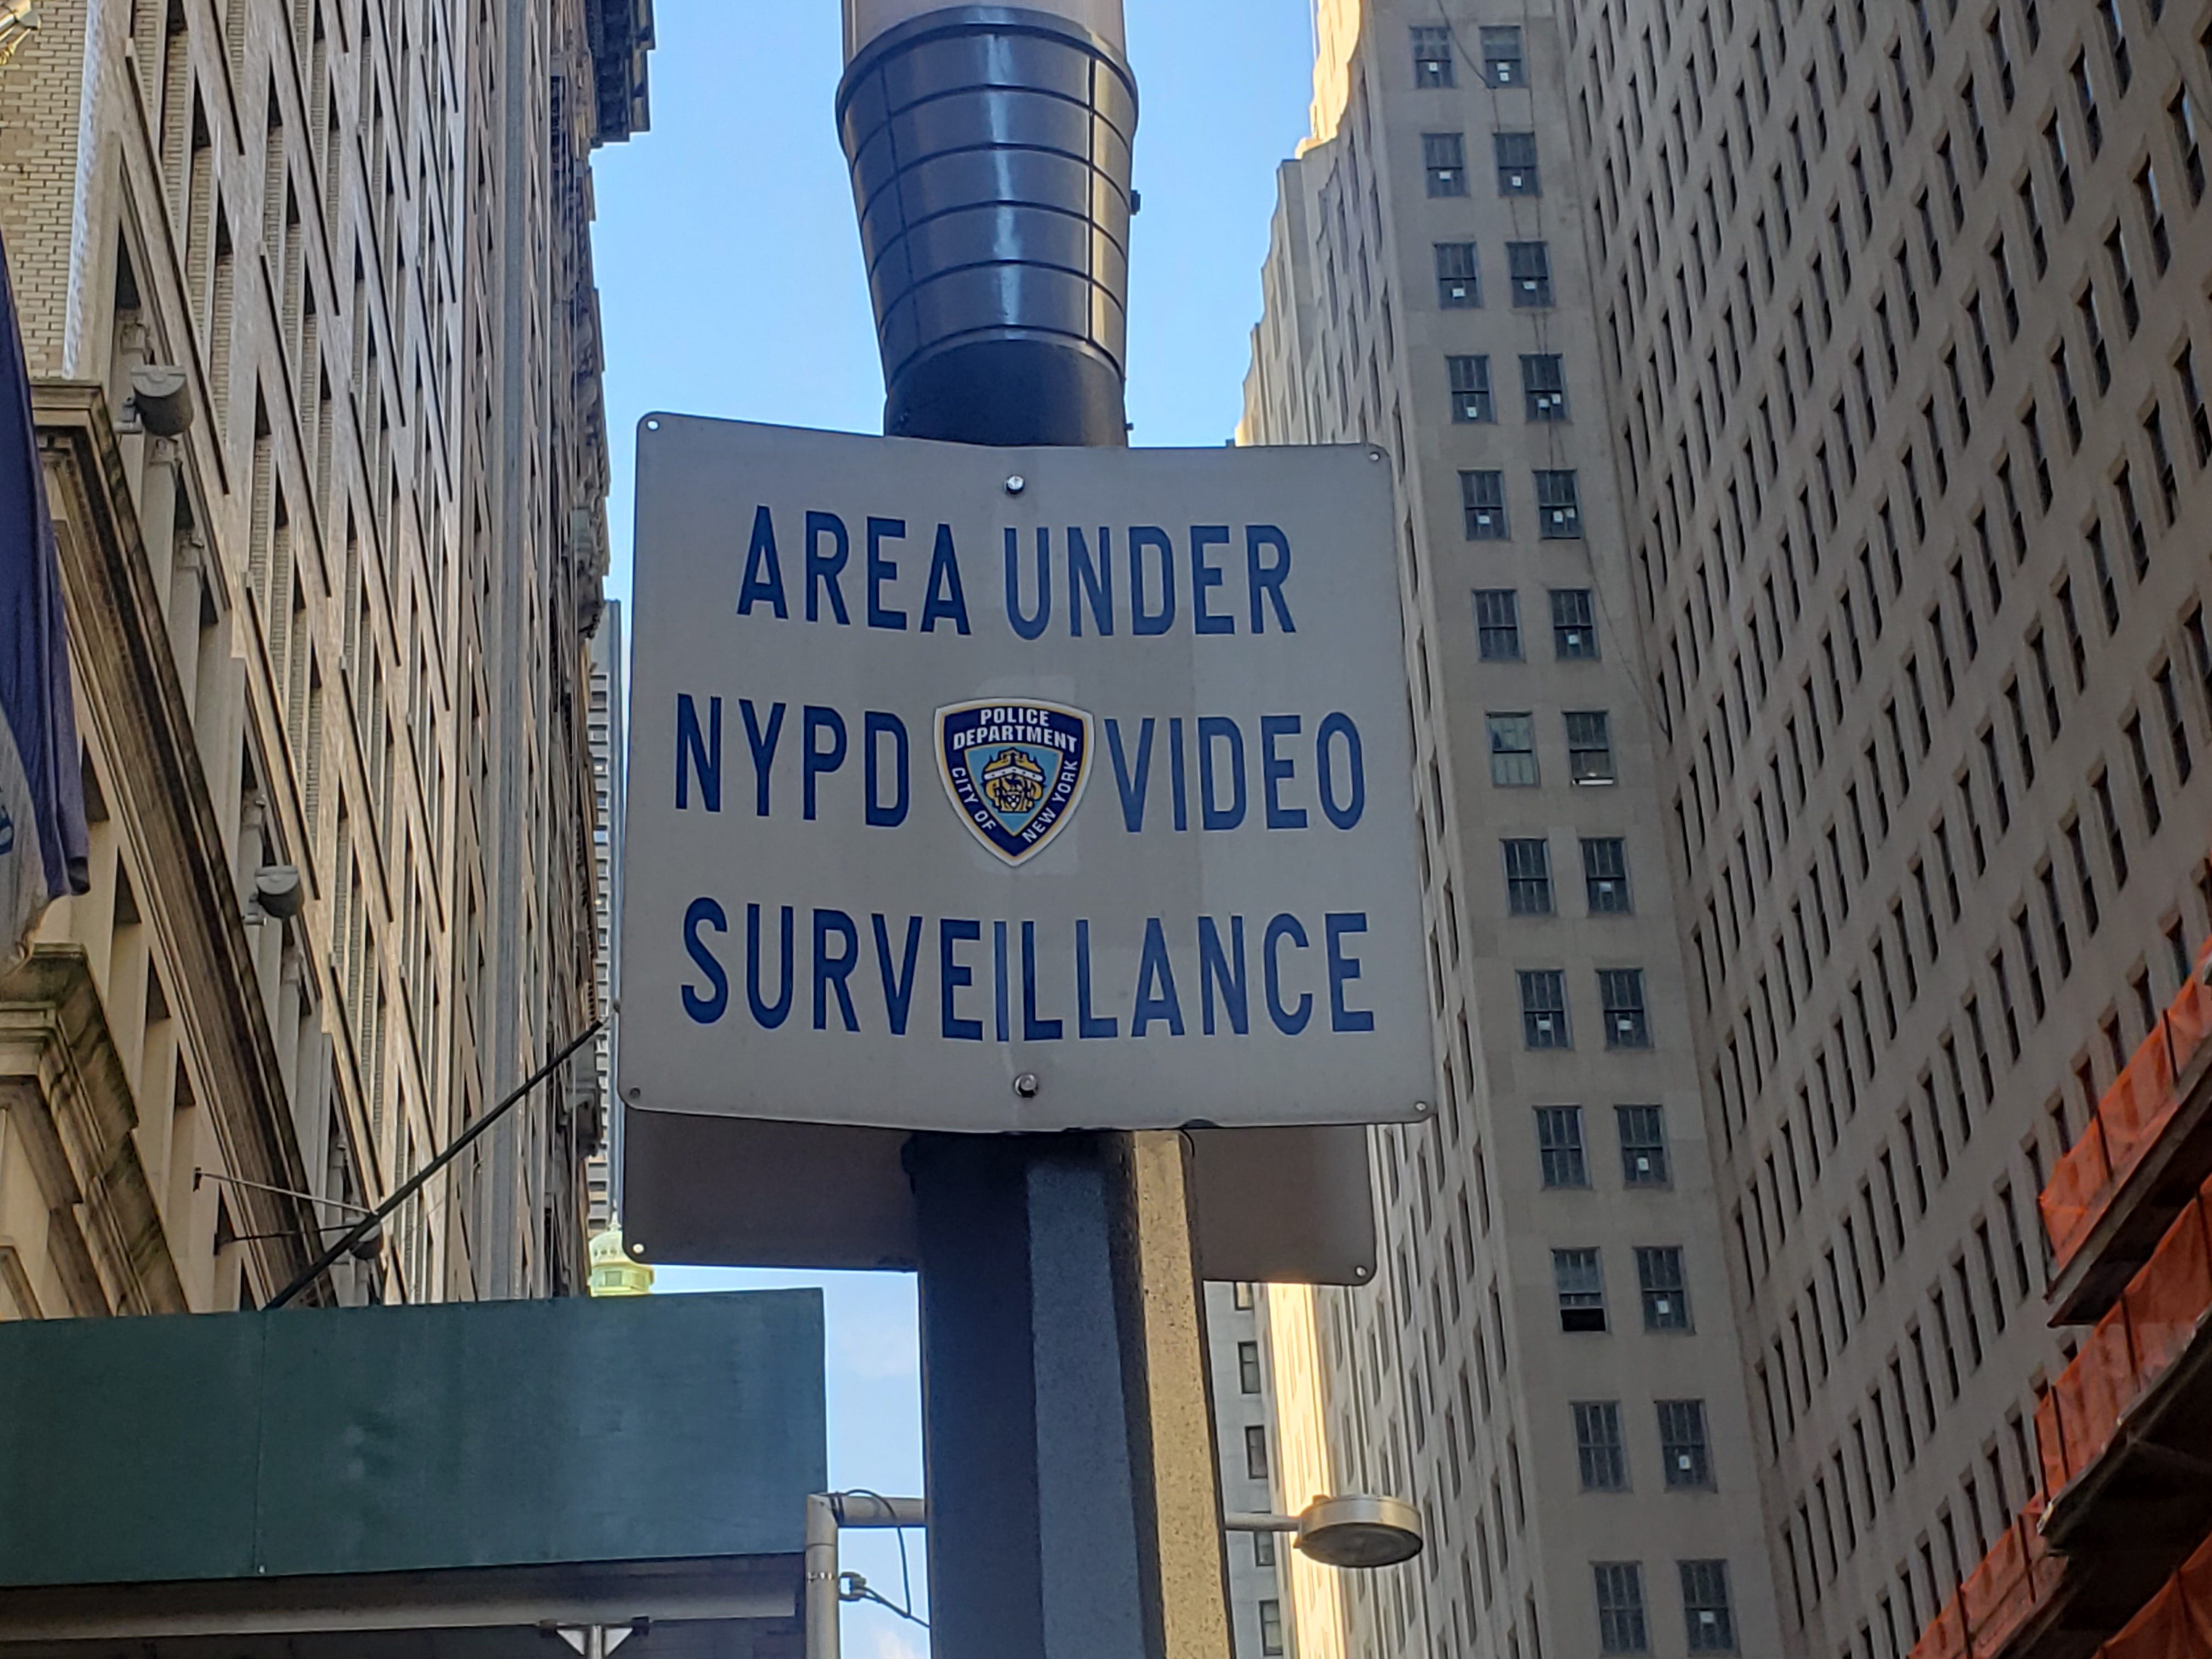 AREA UNDER
NYPD VIDEO
POLICE
DEPARTMENT
CITY OF
NEW YORK
SURVEILLANCE